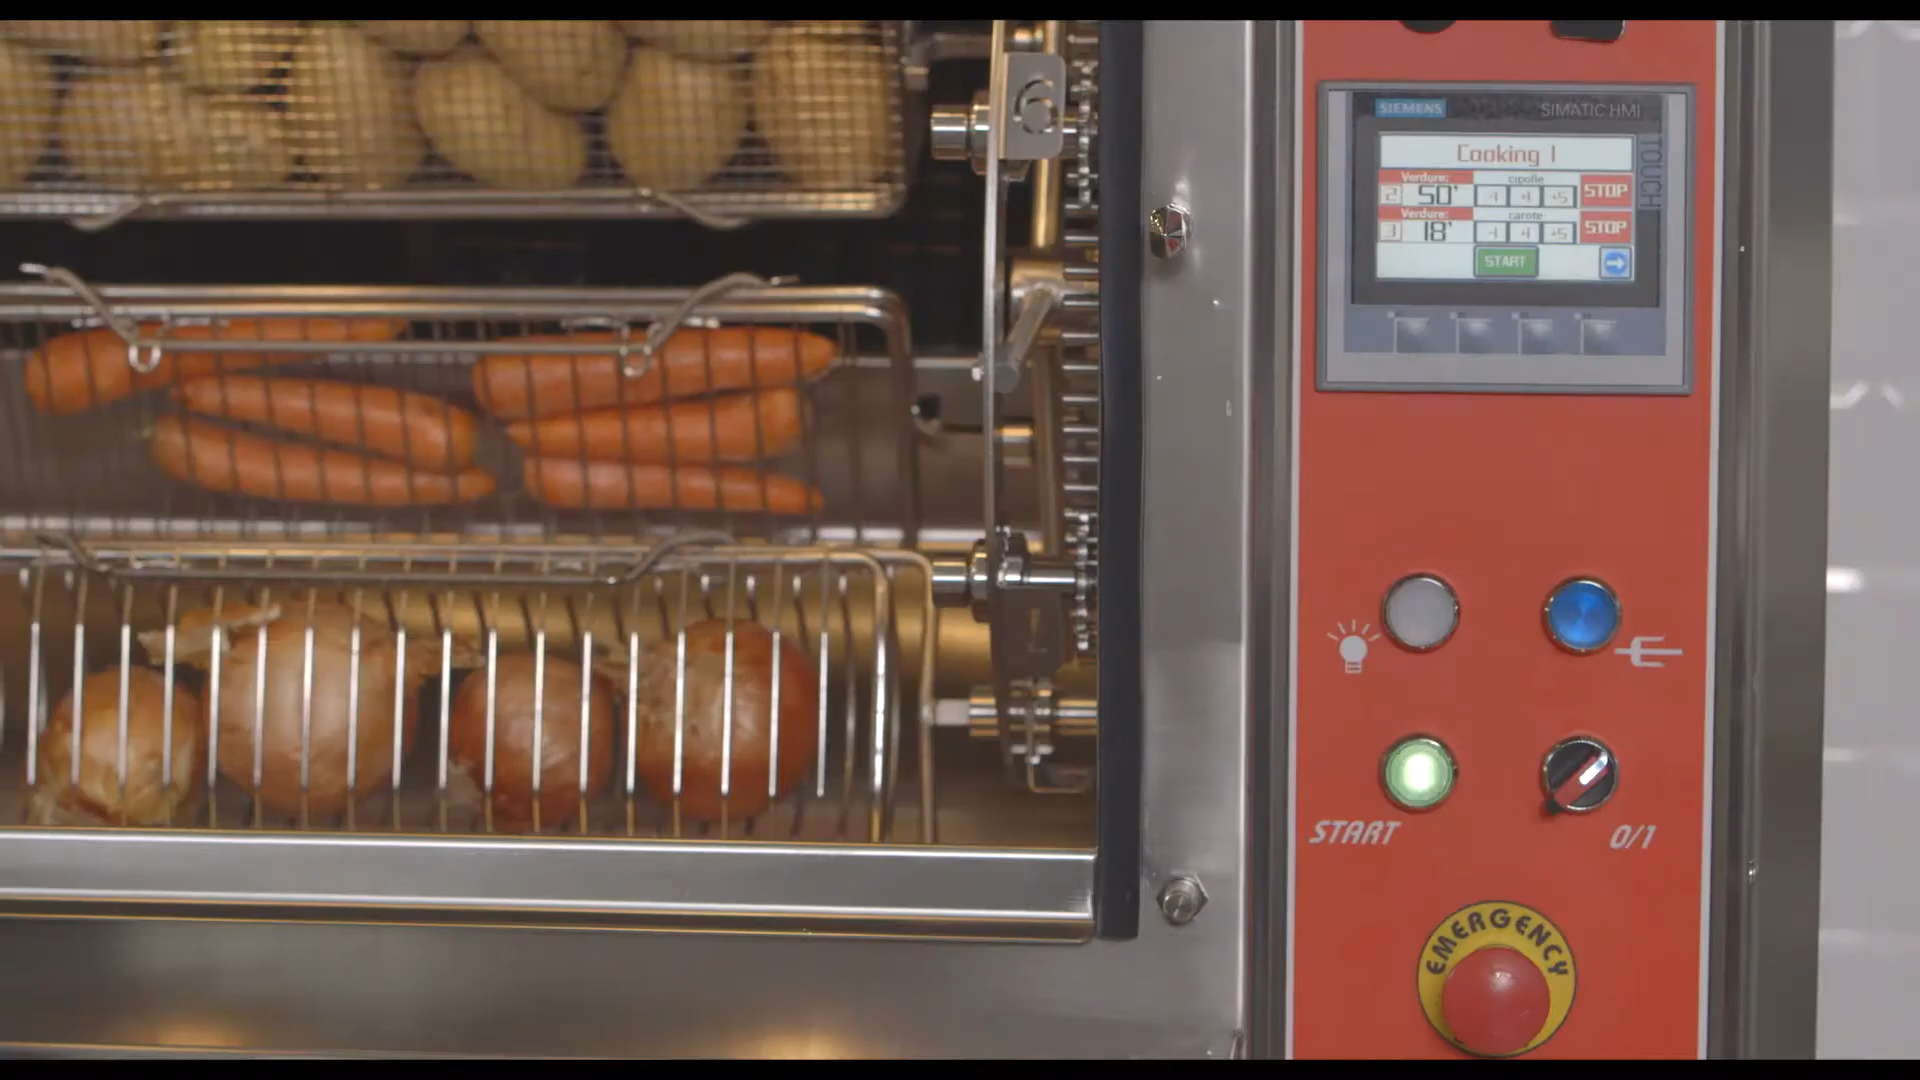 6
SIEMENS SIMATIC HMI
TOUCH
Cooking 1
Verdure: cipolle
2 50' -1 +1 +5 STOP
Verdure: carote
3 18' -1 +1 +5 STOP
START
START
0/1
EMERGENCY